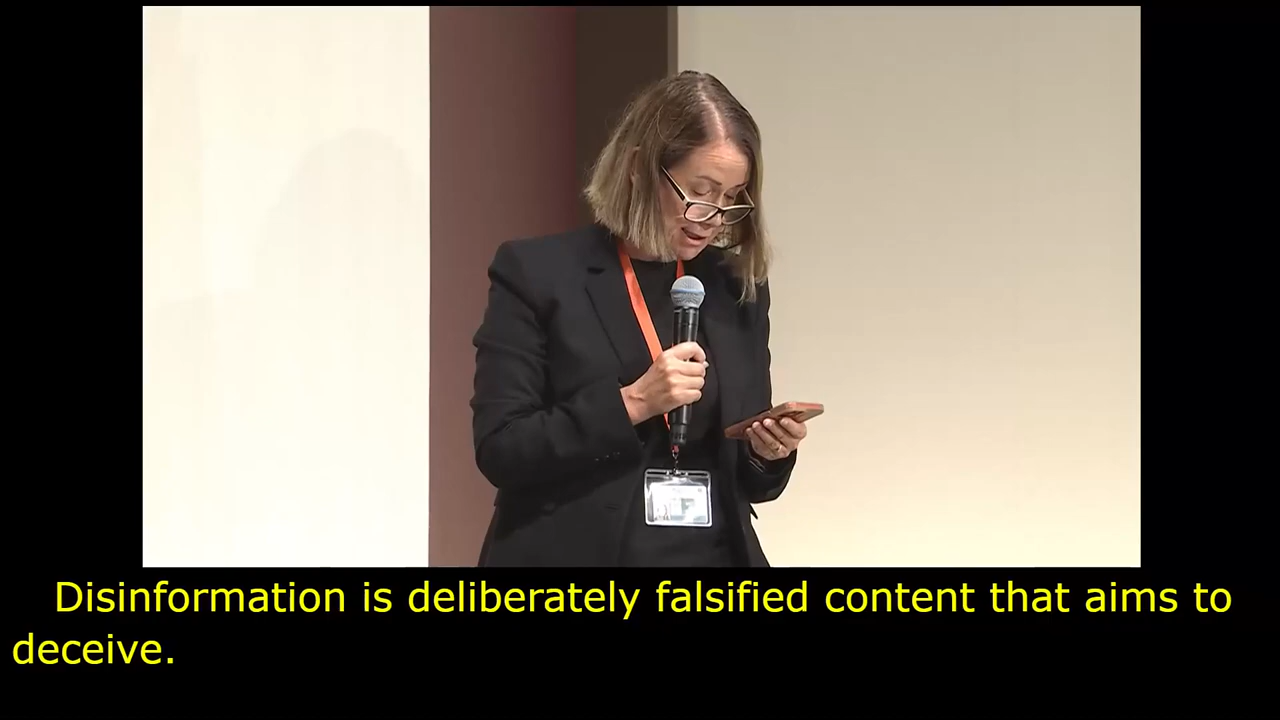 Disinformation is deliberately falsified content that aims to
deceive.